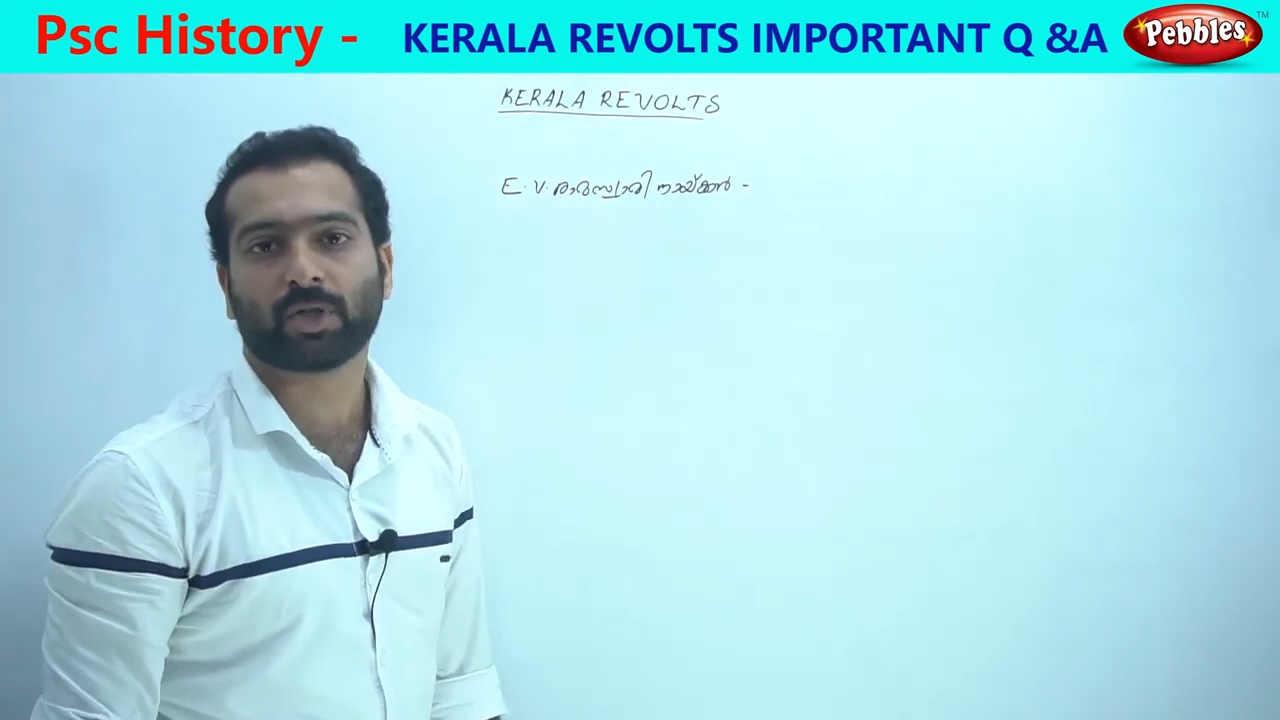 Psc History - KERALA REVOLTS IMPORTANT Q &A Pebbles TM
KERALA REVOLTS
E. V. രാമസ്വാമി നായ്ക്കർ -